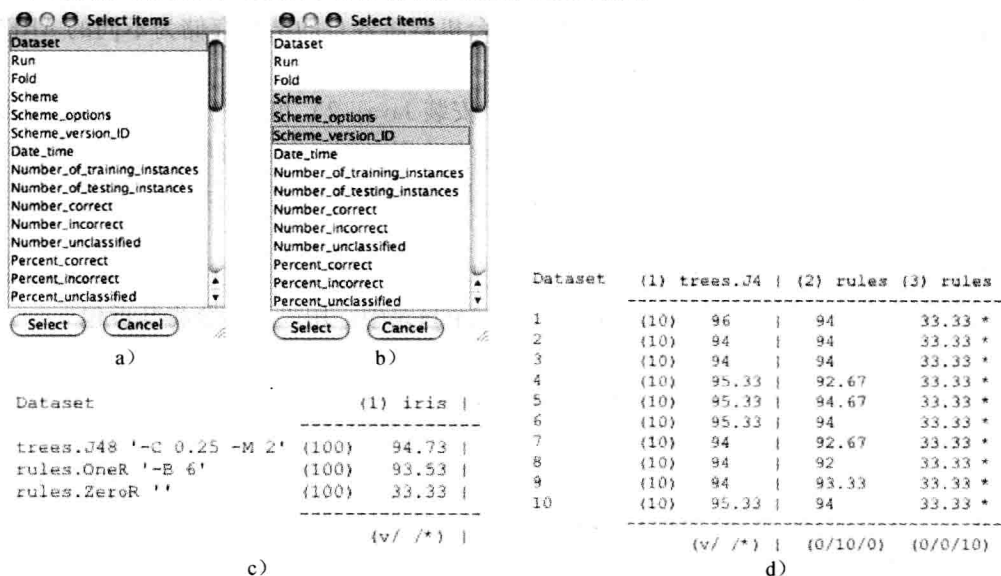 Select items
Dataset
Run
Fold
Scheme
Scheme_options
Scheme_version_ID
Date_time
Number_of_training_instances
Number_of_testing_instances
Number_correct
Number_incorrect
Number_unclassified
Percent_correct
Percent_incorrect
Percent_unclassified
Select Cancel
a)
Select items
Dataset
Run
Fold
Scheme
Scheme_options
Scheme_version_ID
Date_time
Number_of_training_instances
Number_of_testing_instances
Number_correct
Number_incorrect
Number_unclassified
Percent_correct
Percent_incorrect
Percent_unclassified
Select Cancel
b)
Dataset (1) iris |
trees.J48 '-C 0.25 -M 2' (100) 94.73 |
rules.OneR '-B 6' (100) 93.53 |
rules.ZeroR '' (100) 33.33 |
(v/ /*) |
c)
Dataset (1) trees.J4 | (2) rules (3) rules
1 (10) 96 | 94 33.33 *
2 (10) 94 | 94 33.33 *
3 (10) 94 | 94 33.33 *
4 (10) 95.33 | 92.67 33.33 *
5 (10) 95.33 | 94.67 33.33 *
6 (10) 95.33 | 94 33.33 *
7 (10) 94 | 92.67 33.33 *
8 (10) 94 | 92 33.33 *
9 (10) 94 | 93.33 33.33 *
10 (10) 95.33 | 94 33.33 *
(v/ /*) | (0/10/0) (0/0/10)
d)